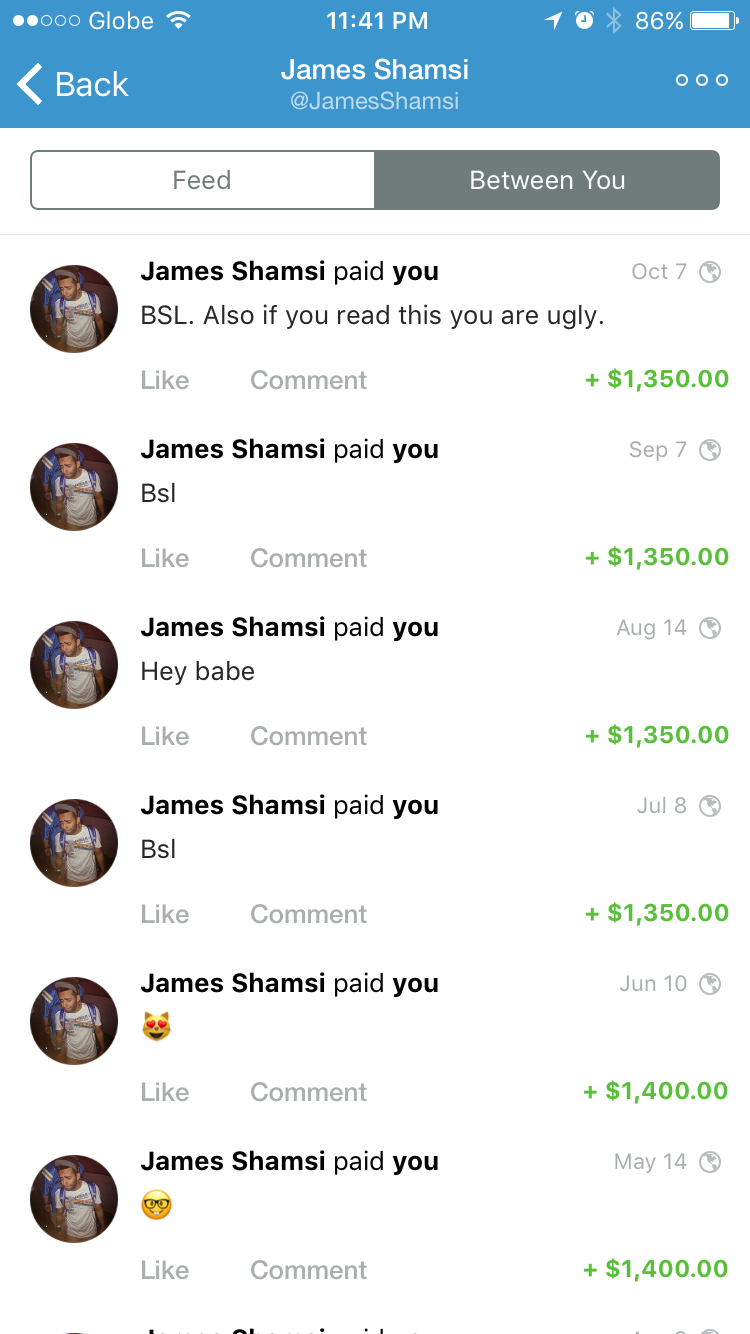 Globe 11:41 PM 86%
Back James Shamsi
@JamesShamsi
Feed Between You
James Shamsi paid you Oct 7
BSL. Also if you read this you are ugly.
Like Comment + $1,350.00
James Shamsi paid you Sep 7
Bsl
Like Comment + $1,350.00
James Shamsi paid you Aug 14
Hey babe
Like Comment + $1,350.00
James Shamsi paid you Jul 8
Bsl
Like Comment + $1,350.00
James Shamsi paid you Jun 10
😻
Like Comment + $1,400.00
James Shamsi paid you May 14
🤓
Like Comment + $1,400.00